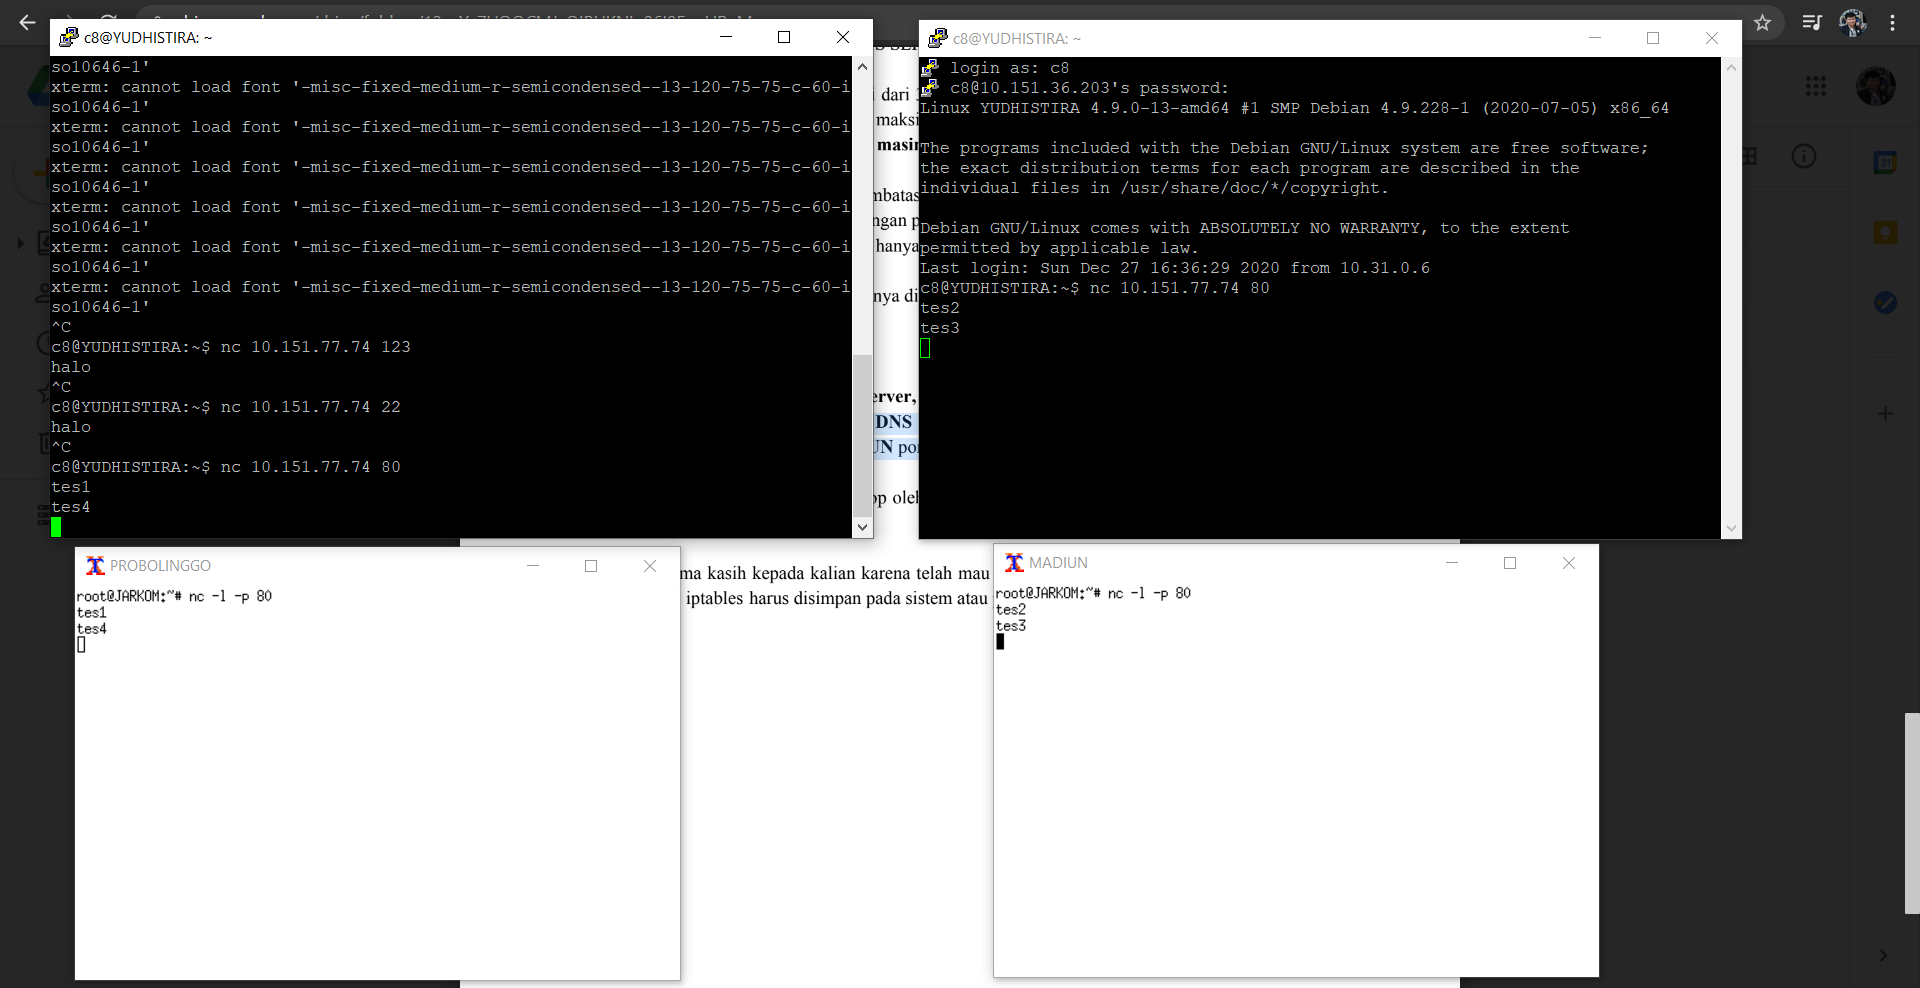 c8@YUDHISTIRA: ~
so10646-1'
xterm: cannot load font '-misc-fixed-medium-r-semicondensed--13-120-75-75-c-60-i
so10646-1'
xterm: cannot load font '-misc-fixed-medium-r-semicondensed--13-120-75-75-c-60-i
so10646-1'
xterm: cannot load font '-misc-fixed-medium-r-semicondensed--13-120-75-75-c-60-i
so10646-1'
xterm: cannot load font '-misc-fixed-medium-r-semicondensed--13-120-75-75-c-60-i
so10646-1'
xterm: cannot load font '-misc-fixed-medium-r-semicondensed--13-120-75-75-c-60-i
so10646-1'
xterm: cannot load font '-misc-fixed-medium-r-semicondensed--13-120-75-75-c-60-i
so10646-1'
^C
c8@YUDHISTIRA:~$ nc 10.151.77.74 123
halo
^C
c8@YUDHISTIRA:~$ nc 10.151.77.74 22
halo
^C
c8@YUDHISTIRA:~$ nc 10.151.77.74 80
tes1
tes4
dari
maksi
masin
mbatas
ngan p
hanya
nya di
erver,
DNS
UN por
op oleh
c8@YUDHISTIRA: ~
login as: c8
c8@10.151.36.203's password:
Linux YUDHISTIRA 4.9.0-13-amd64 #1 SMP Debian 4.9.228-1 (2020-07-05) x86_64
The programs included with the Debian GNU/Linux system are free software;
the exact distribution terms for each program are described in the
individual files in /usr/share/doc/*/copyright.
Debian GNU/Linux comes with ABSOLUTELY NO WARRANTY, to the extent
permitted by applicable law.
Last login: Sun Dec 27 16:36:29 2020 from 10.31.0.6
c8@YUDHISTIRA:~$ nc 10.151.77.74 80
tes2
tes3
PROBOLINGGO
root@JARKOM:~# nc -l -p 80
tes1
tes4
ma kasih kepada kalian karena telah mau
iptables harus disimpan pada sistem atau
MADIUN
root@JARKOM:~# nc -l -p 80
tes2
tes3
31